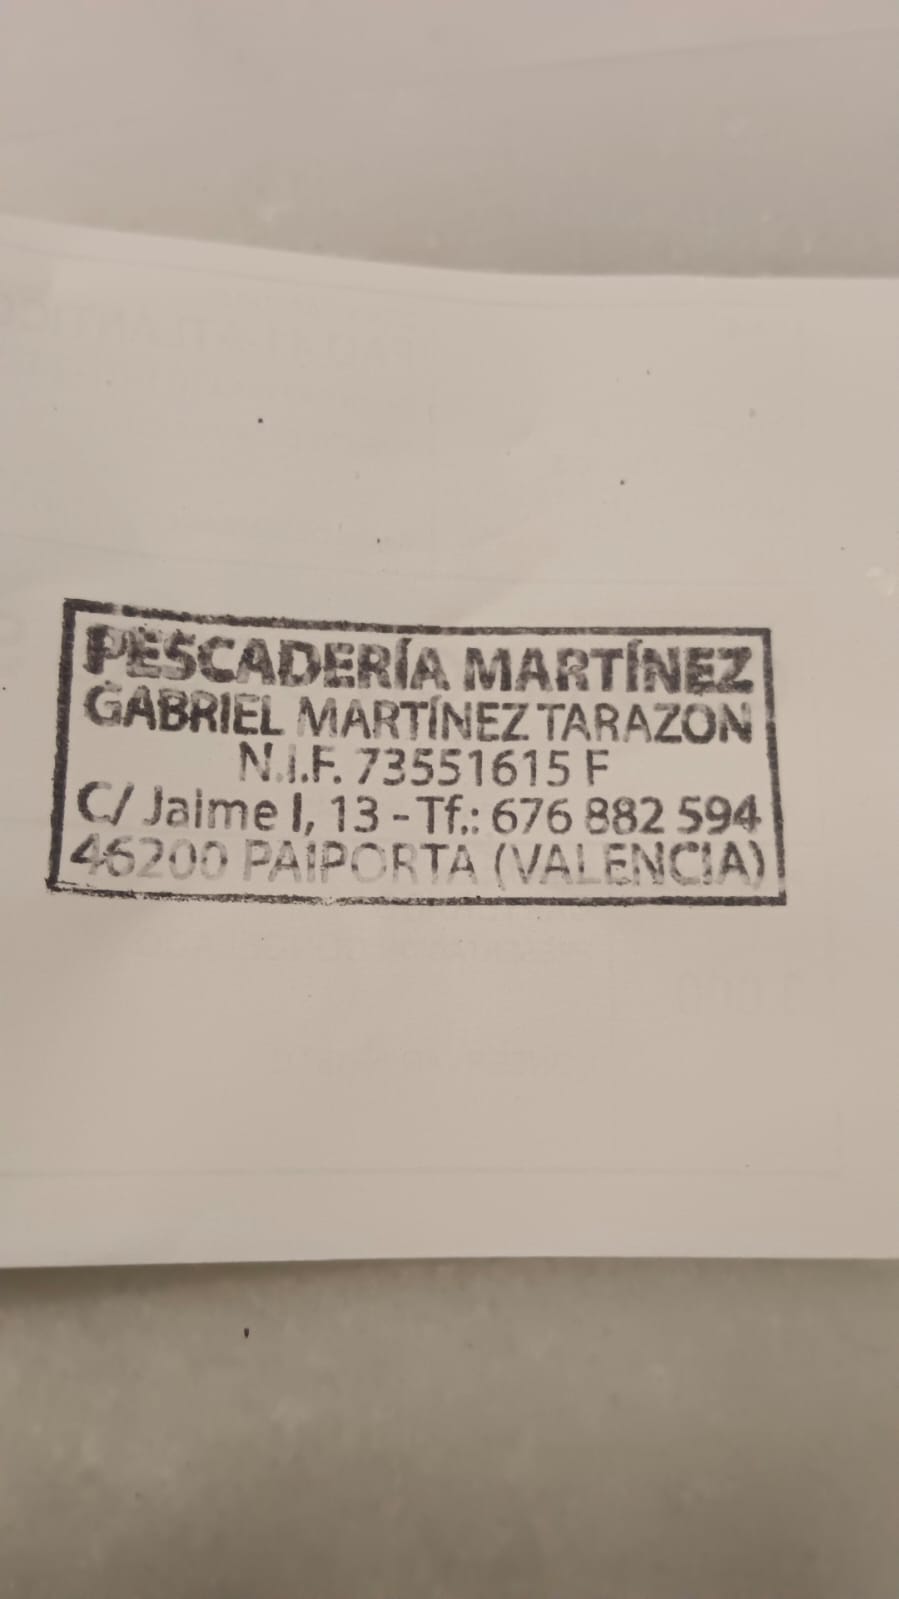 PESCADERÍA MARTÍNEZ
GABRIEL MARTÍNEZ TARAZON
N.I.F. 73551615 F
C/ Jaime I, 13 - Tf.: 676 882 594
46200 PAIPORTA (VALENCIA)